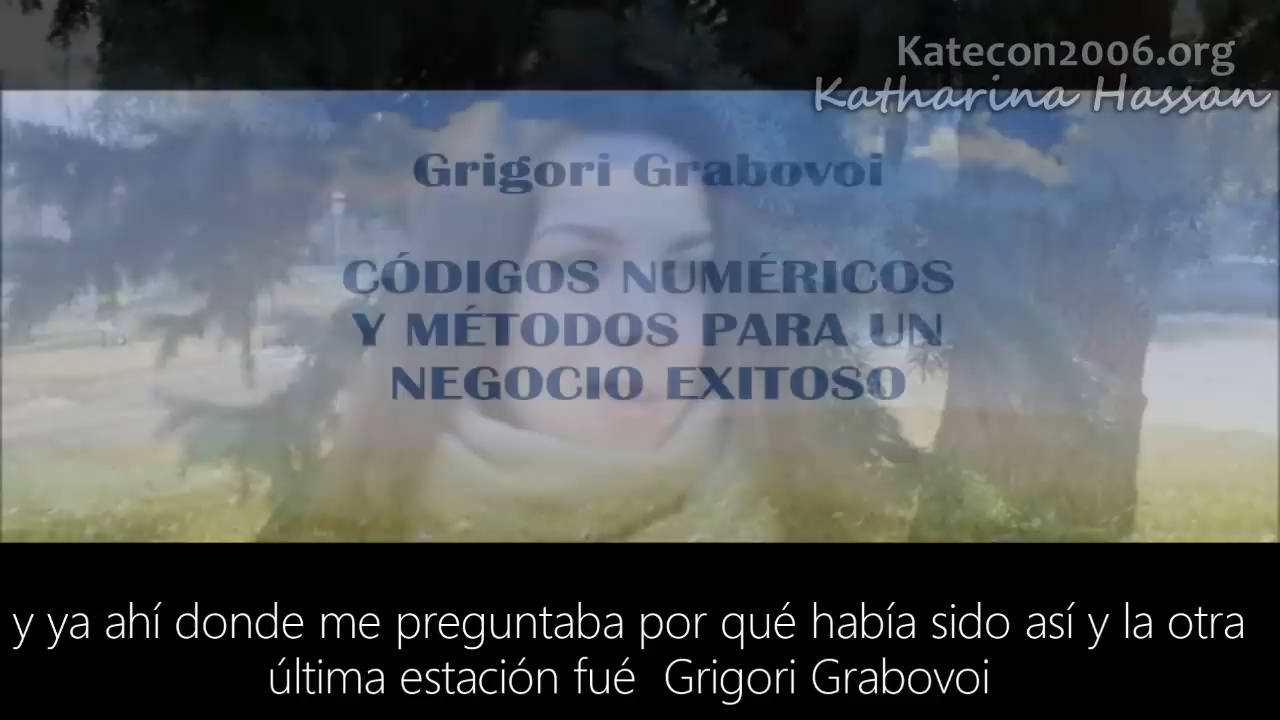 Katecon2006.org
Katharina Hassan
Grigori Grabovoi
CÓDIGOS NUMÉRICOS
Y MÉTODOS PARA UN
NEGOCIO EXITOSO
y ya ahí donde me preguntaba por qué había sido así y la otra
última estación fué  Grigori Grabovoi